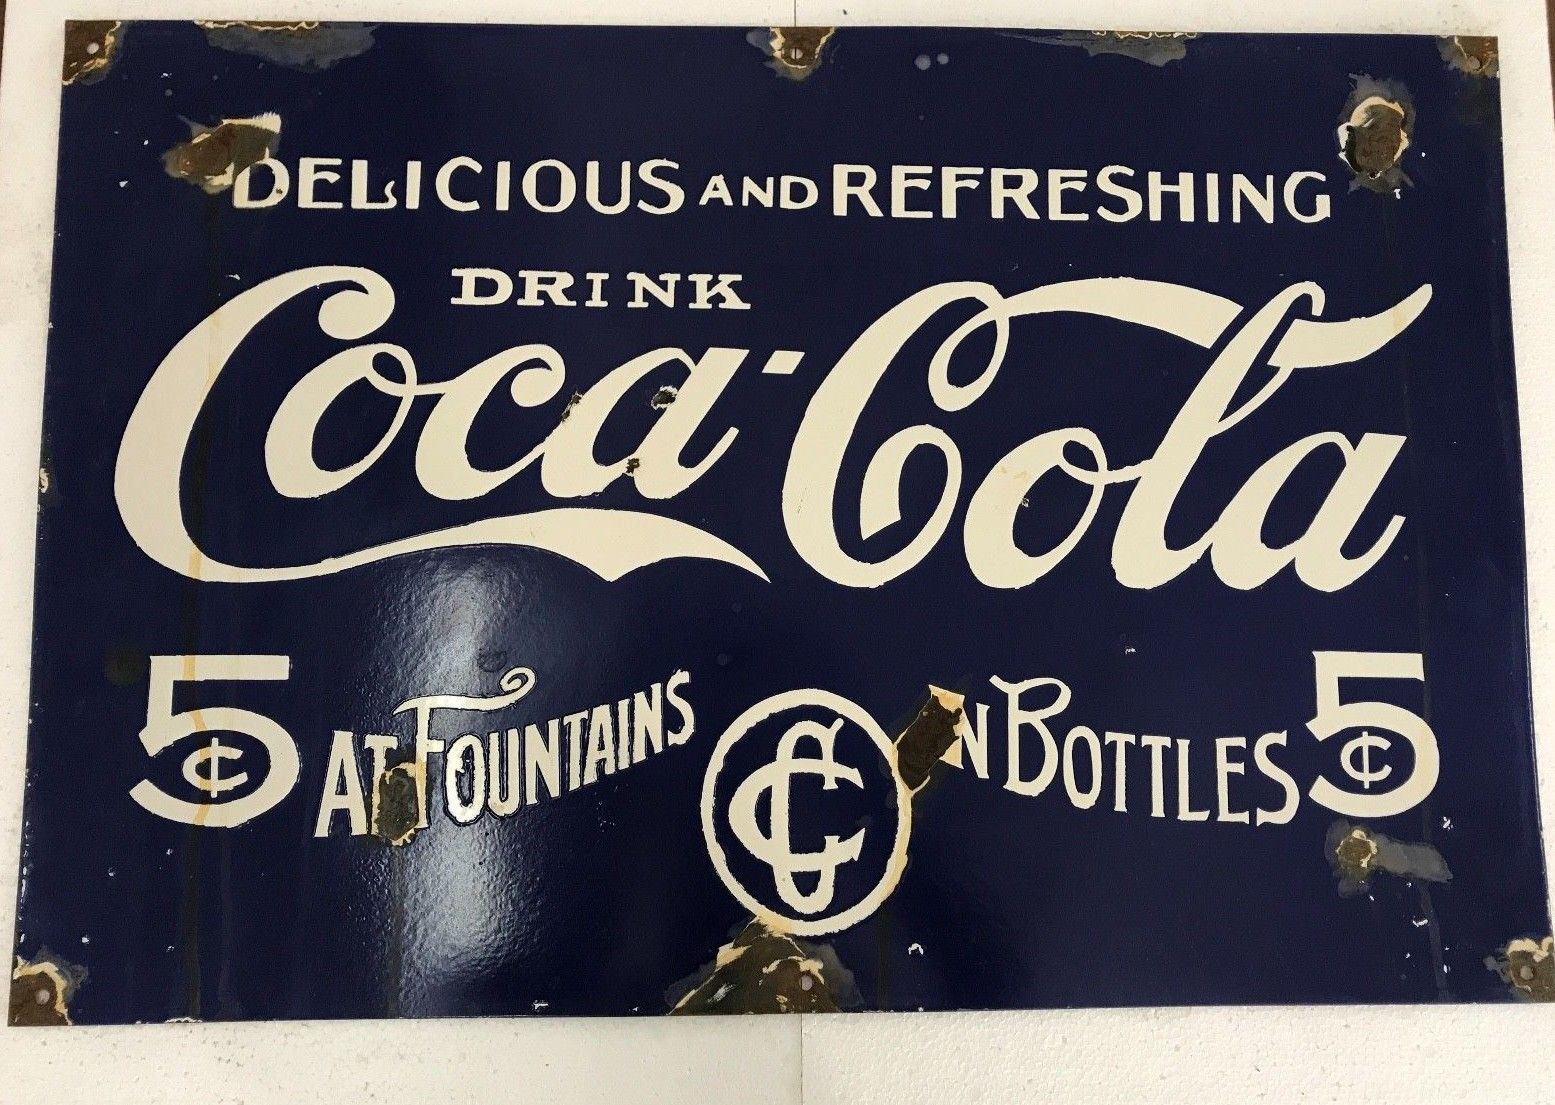 DELICIOUS AND REFRESHING
DRINK
Coca-Cola
5¢ AT FOUNTAINS CC N BOTTLES 5¢